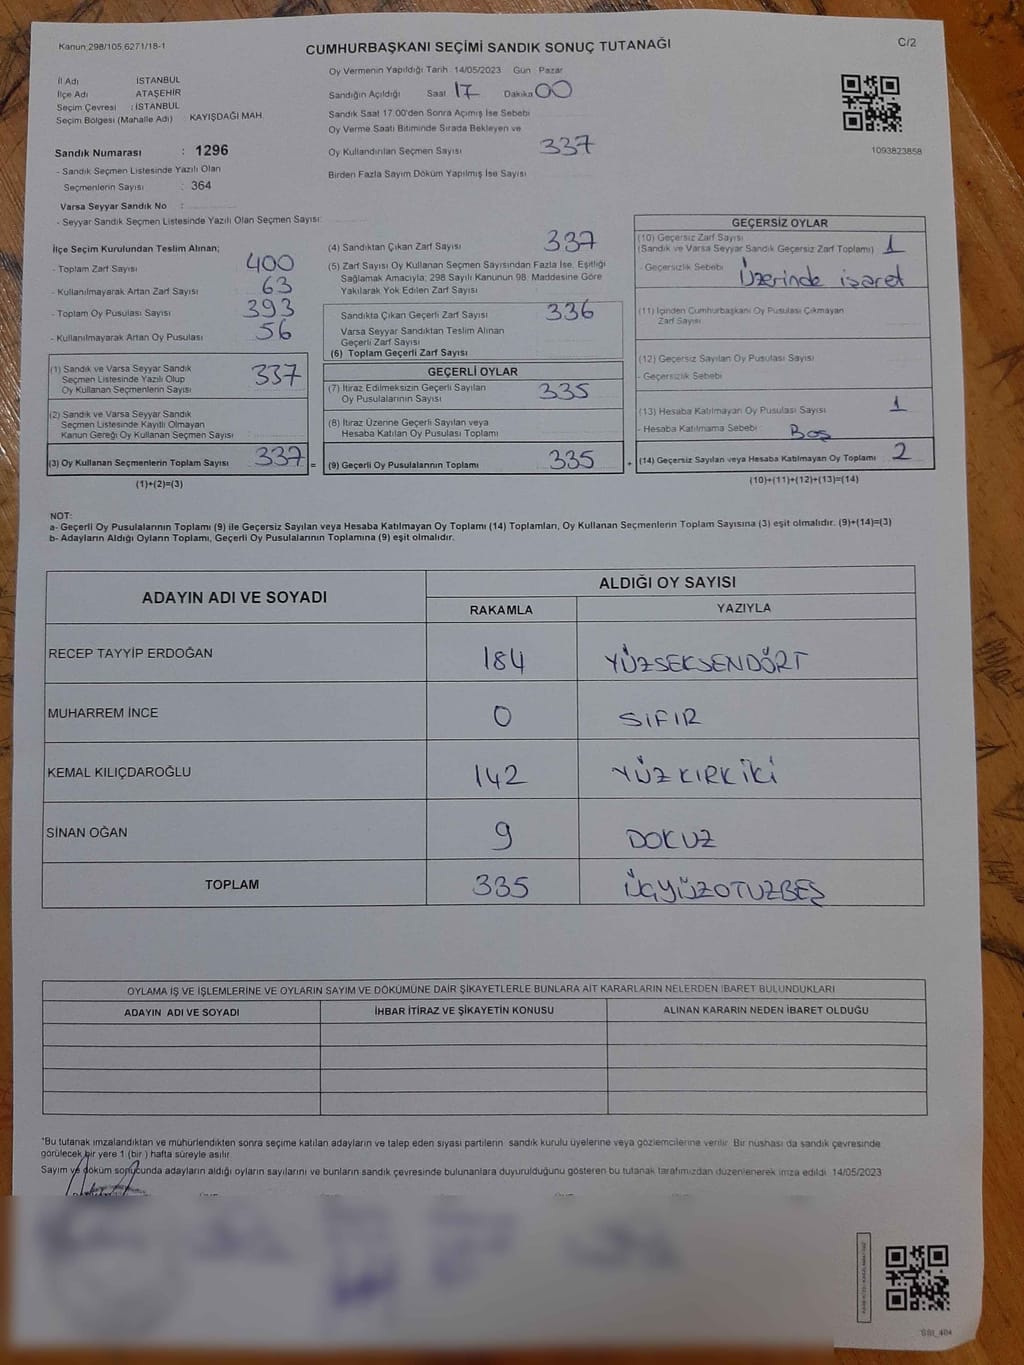 Kanun;298/105,6271/18-1
CUMHURBAŞKANI SEÇİMİ SANDIK SONUÇ TUTANAĞI
C/2
İl Adı İSTANBUL
İlçe Adı ATAŞEHİR
Seçim Çevresi : İSTANBUL
Seçim Bölgesi (Mahalle Adı) : KAYIŞDAĞI MAH.
Sandık Numarası : 1296
- Sandık Seçmen Listesinde Yazılı Olan
Seçmenlerin Sayısı : 364
Varsa Seyyar Sandık No :
- Seyyar Sandık Seçmen Listesinde Yazılı Olan Seçmen Sayısı:
Oy Vermenin Yapıldığı Tarih 14/05/2023 Gün Pazar
Sandığın Açıldığı Saat 17 Dakika 00
Sandık Saat 17.00'den Sonra Açımış İse Sebebi
Oy Verme Saati Bitiminde Sırada Bekleyen ve
Oy Kullandırılan Seçmen Sayısı 337
Birden Fazla Sayım Döküm Yapılmış İse Sayısı
1093823858
İlçe Seçim Kurulundan Teslim Alınan;
- Toplam Zarf Sayısı 400
- Kullanılmayarak Artan Zarf Sayısı 63
- Toplam Oy Pusulası Sayısı 393
- Kullanılmayarak Artan Oy Pusulası 56
(1) Sandık ve Varsa Seyyar Sandık
Seçmen Listesinde Yazılı Olup
Oy Kullanan Seçmenlerin Sayısı 337
(2) Sandık ve Varsa Seyyar Sandık
Seçmen Listesinde Kayıtlı Olmayan
Kanun Gereği Oy Kullanan Seçmen Sayısı
(3) Oy Kullanan Seçmenlerin Toplam Sayısı 337 =
(1)+(2)=(3)
(4) Sandıktan Çıkan Zarf Sayısı 337
(5) Zarf Sayısı Oy Kullanan Seçmen Sayısından Fazla İse, Eşitliği
Sağlamak Amacıyla; 298 Sayılı Kanunun 98. Maddesine Göre
Yakılarak Yok Edilen Zarf Sayısı
Sandıkta Çıkan Geçerli Zarf Sayısı 336
Varsa Seyyar Sandıktan Teslim Alınan
Geçerli Zarf Sayısı
(6) Toplam Geçerli Zarf Sayısı
GEÇERLİ OYLAR
(7) İtiraz Edilmeksizin Geçerli Sayılan
Oy Pusulalarının Sayısı 335
(8) İtiraz Üzerine Geçerli Sayılan veya
Hesaba Katılan Oy Pusulası Toplamı
(9) Geçerli Oy Pusulalarının Toplamı 335 +
GEÇERSİZ OYLAR
(10) Geçersiz Zarf Sayısı
(Sandık ve Varsa Seyyar Sandık Geçersiz Zarf Toplamı) 1
- Geçersizlik Sebebi Üzerinde işaret
(11) İçinden Cumhurbaşkanı Oy Pusulası Çıkmayan
Zarf Sayısı
(12) Geçersiz Sayılan Oy Pusulası Sayısı
- Geçersizlik Sebebi
(13) Hesaba Katılmayan Oy Pusulası Sayısı 1
- Hesaba Katılmama Sebebi Boş
(14) Geçersiz Sayılan veya Hesaba Katılmayan Oy Toplamı 2
(10)+(11)+(12)+(13)=(14)
NOT:
a- Geçerli Oy Pusulalarının Toplamı (9) ile Geçersiz Sayılan veya Hesaba Katılmayan Oy Toplamı (14) Toplamları, Oy Kullanan Seçmenlerin Toplam Sayısına (3) eşit olmalıdır. (9)+(14)=(3)
b- Adayların Aldığı Oyların Toplamı, Geçerli Oy Pusulalarının Toplamına (9) eşit olmalıdır.
ADAYIN ADI VE SOYADI ALDIĞI OY SAYISI
RAKAMLA YAZIYLA
RECEP TAYYİP ERDOĞAN 184 YÜZSEKSENDÖRT
MUHARREM İNCE 0 SIFIR
KEMAL KILIÇDAROĞLU 142 YÜZKIRKİKİ
SİNAN OĞAN 9 DOKUZ
TOPLAM 335 ÜÇYÜZOTUZBEŞ
OYLAMA İŞ VE İŞLEMLERİNE VE OYLARIN SAYIM VE DÖKÜMÜNE DAİR ŞİKAYETLERLE BUNLARA AİT KARARLARIN NELERDEN İBARET BULUNDUKLARI
ADAYIN ADI VE SOYADI İHBAR İTİRAZ VE ŞİKAYETİN KONUSU ALINAN KARARIN NEDEN İBARET OLDUĞU
*Bu tutanak imzalandıktan ve mühürlendikten sonra seçime katılan adayların ve talep eden siyasi partilerin sandık kurulu üyelerine veya gözlemcilerine verilir. Bir nushası da sandık çevresinde
görülecek bir yere 1 (bir ) hafta süreyle asılır.
Sayım ve döküm sonucunda adayların aldığı oyların sayılarını ve bunların sandık çevresinde bulunanlara duyurulduğunu gösteren bu tutanak tarafımızdan düzenlenerek imza edildi. 14/05/2023